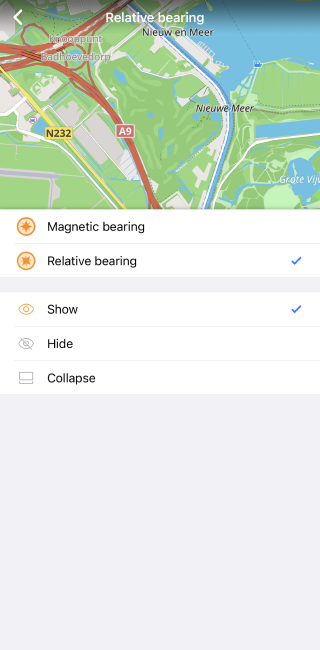 Relative bearing
Nieuw en Meer
Knooppunt
Badhoevedorp
Nieuwe Meer
A9
N232
Grote Vij
Magnetic bearing
Relative bearing
Show
Hide
Collapse